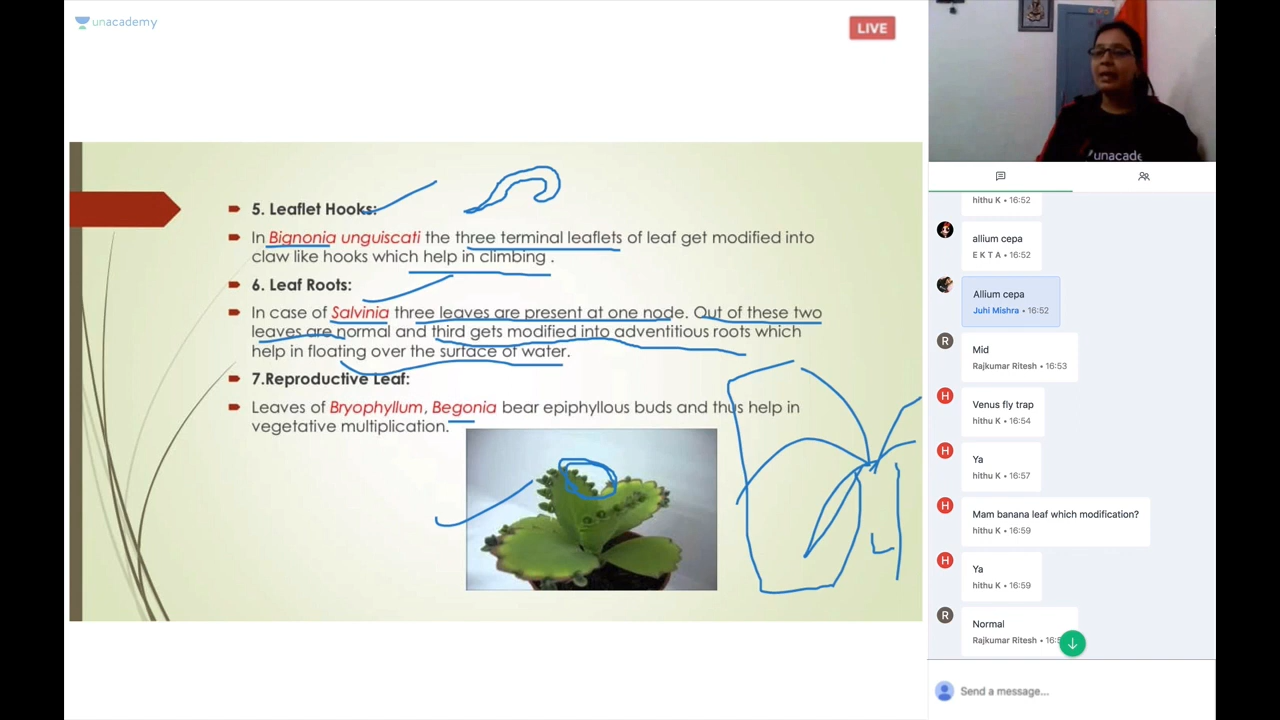 unacademy
LIVE
5. Leaflet Hooks:
In Bignonia unguiscati the three terminal leaflets of leaf get modified into
claw like hooks which help in climbing .
6. Leaf Roots:
In case of Salvinia three leaves are present at one node. Out of these two
leaves are normal and third gets modified into adventitious roots which
help in floating over the surface of water.
7.Reproductive Leaf:
Leaves of Bryophyllum, Begonia bear epiphyllous buds and thus help in
vegetative multiplication.
unacade
hithu K • 16:52
allium cepa
E K T A • 16:52
Allium cepa
Juhi Mishra • 16:52
R
Mid
Rajkumar Ritesh • 16:53
H
Venus fly trap
hithu K • 16:54
H
Ya
hithu K • 16:57
H
Mam banana leaf which modification?
hithu K • 16:59
H
Ya
hithu K • 16:59
R
Normal
Rajkumar Ritesh • 16:5
Send a message...